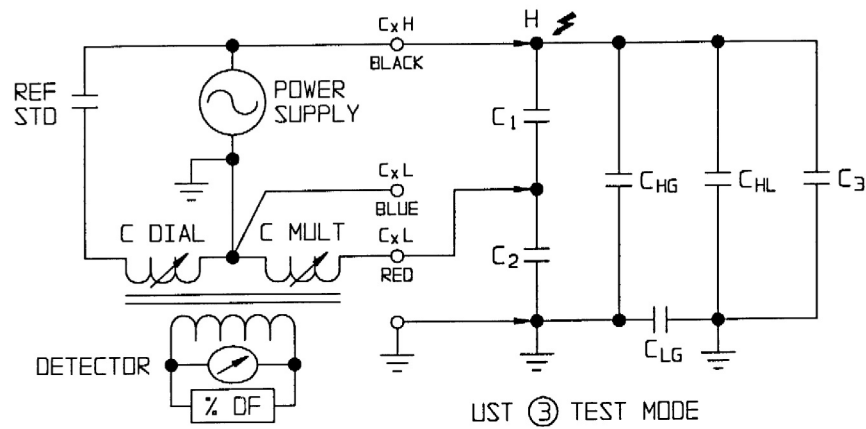 CxH
BLACK
H
REF
STD
POWER
SUPPLY
C1
CxL
BLUE
CHG
CHL
C3
C DIAL
C MULT
CxL
RED
C2
CLG
DETECTOR
% DF
UST ③ TEST MODE